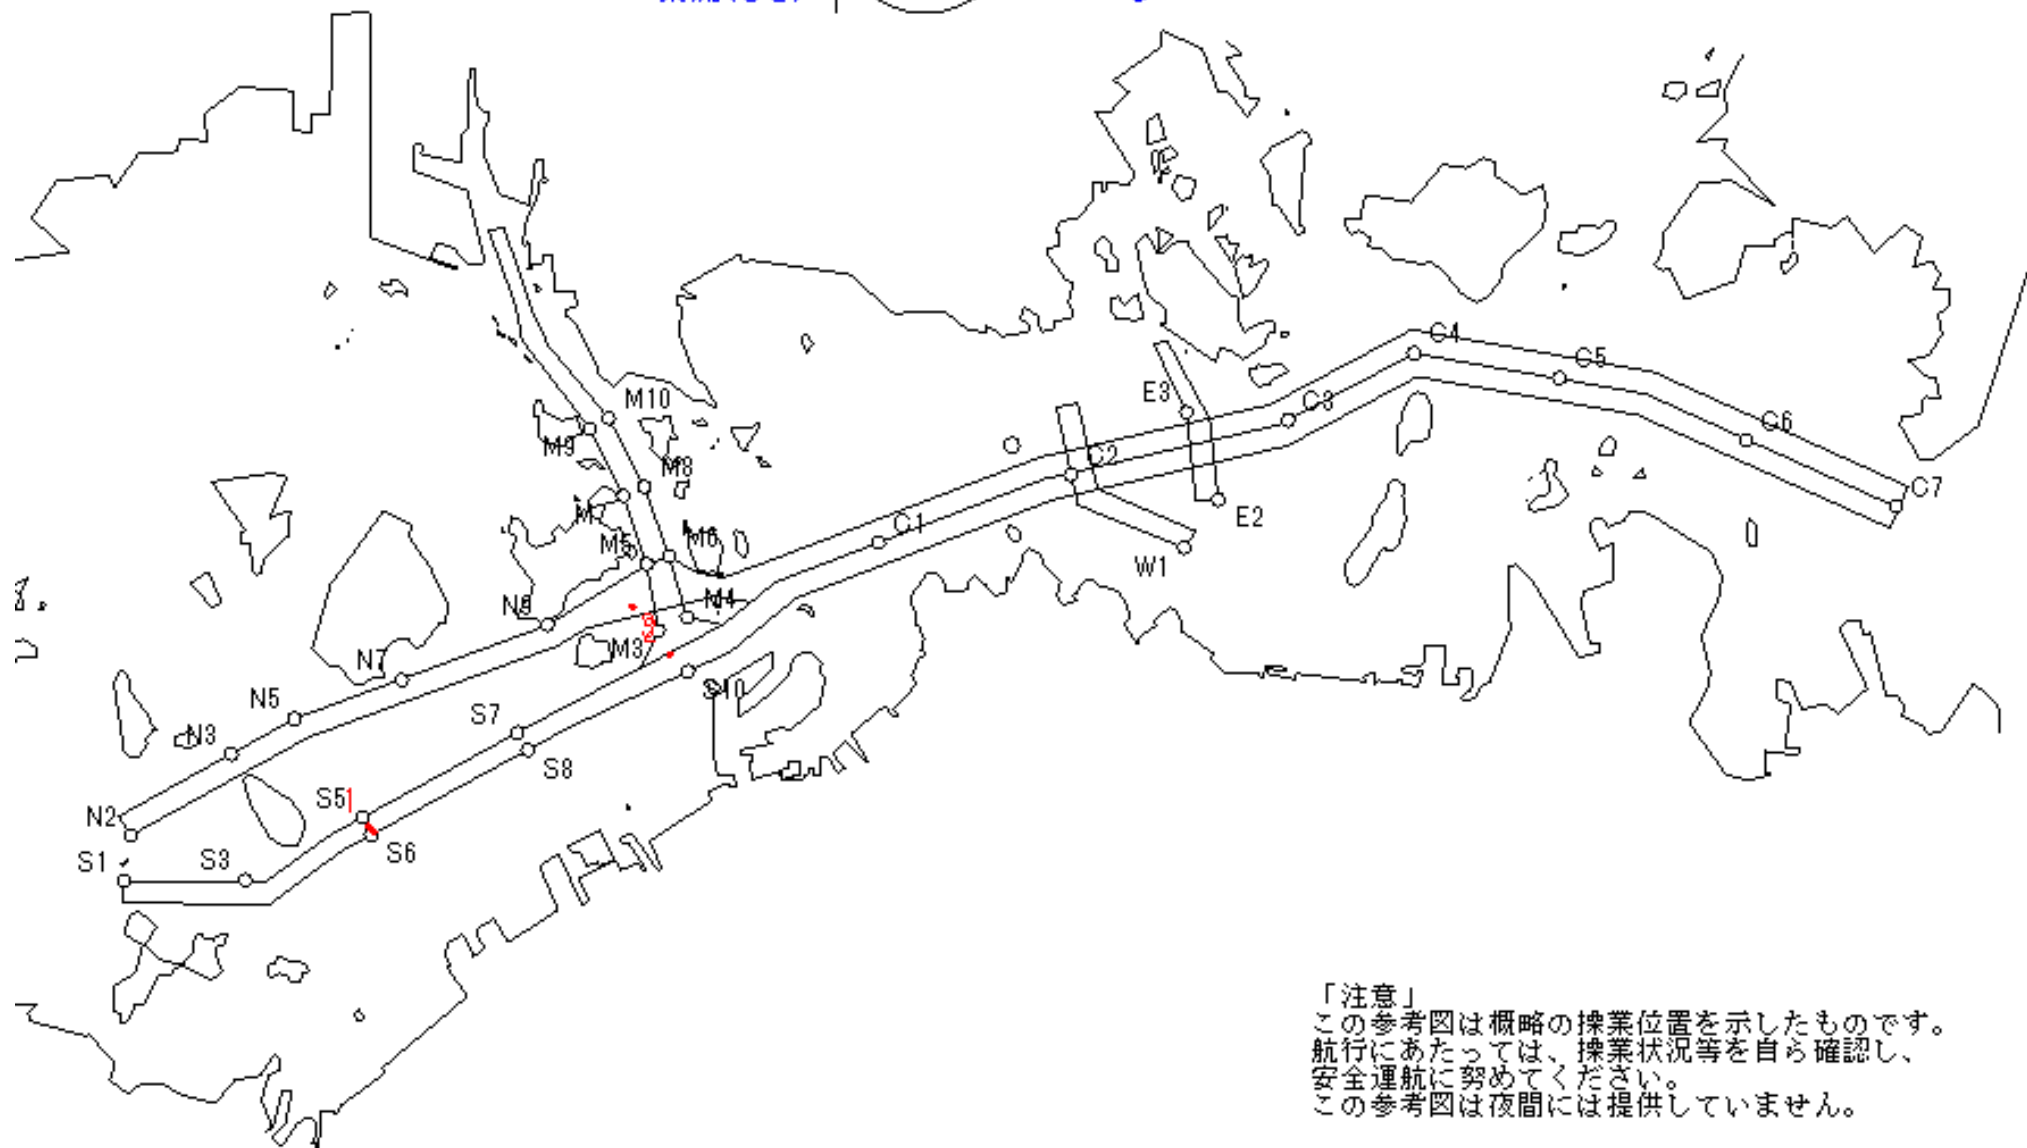 C4
C5
E3
M10
C3
C6
M9
C2
M8
C7
M7
E2
C1
M5
M6
W1
N8
M4
M3
N7
S10
N5
S7
N3
S8
S5
N2
S6
S1
S3
「注意」
この参考図は概略の操業位置を示したものです。
航行にあたっては、操業状況等を自ら確認し、
安全運航に努めてください。
この参考図は夜間には提供していません。